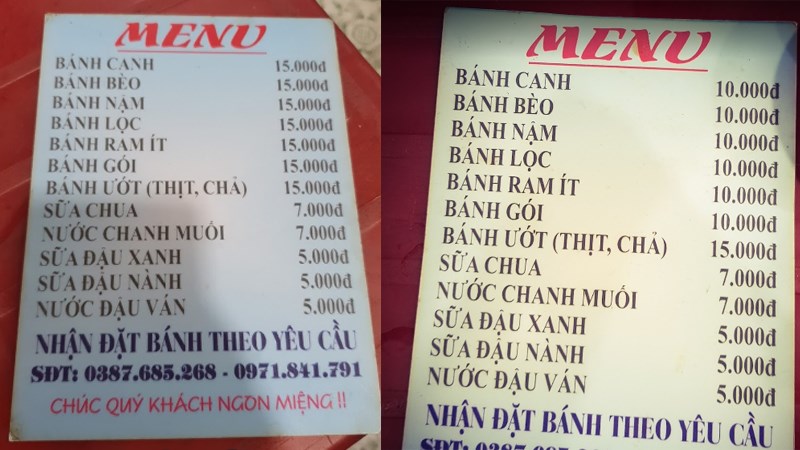 MENU
BÁNH CANH 15.000đ
BÁNH BÈO 15.000đ
BÁNH NẬM 15.000đ
BÁNH LỌC 15.000đ
BÁNH RAM ÍT 15.000đ
BÁNH GÓI 15.000đ
BÁNH ƯỚT (THỊT, CHẢ) 15.000đ
SỮA CHUA 7.000đ
NƯỚC CHANH MUỐI 7.000đ
SỮA ĐẬU XANH 5.000đ
SỮA ĐẬU NÀNH 5.000đ
NƯỚC ĐẬU VÁN 5.000đ
NHẬN ĐẶT BÁNH THEO YÊU CẦU
SĐT: 0387.685.268 - 0971.841.791
CHÚC QUÝ KHÁCH NGON MIỆNG !!
MENU
BÁNH CANH 10.000đ
BÁNH BÈO 10.000đ
BÁNH NẬM 10.000đ
BÁNH LỌC 10.000đ
BÁNH RAM ÍT 10.000đ
BÁNH GÓI 10.000đ
BÁNH ƯỚT (THỊT, CHẢ) 15.000đ
SỮA CHUA 7.000đ
NƯỚC CHANH MUỐI 7.000đ
SỮA ĐẬU XANH 5.000đ
SỮA ĐẬU NÀNH 5.000đ
NƯỚC ĐẬU VÁN 5.000đ
NHẬN ĐẶT BÁNH THEO YÊU CẦU